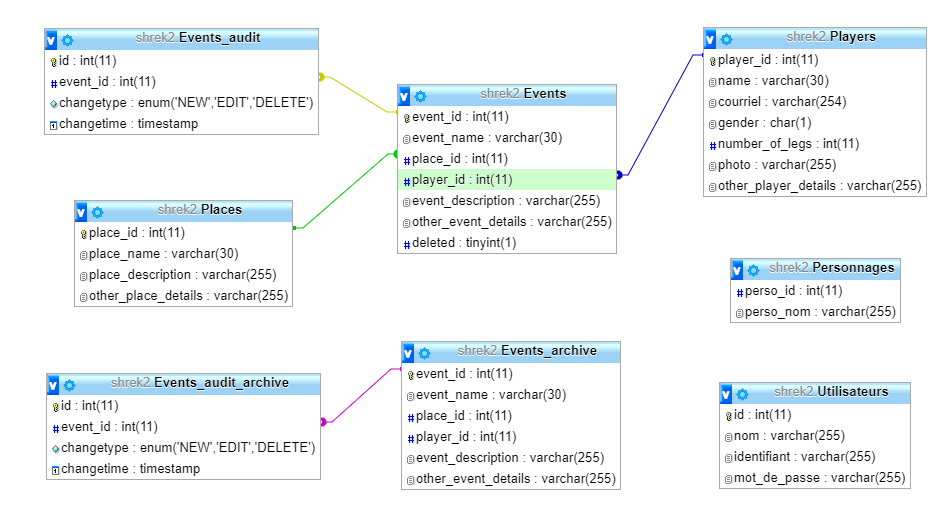 shrek2.Events_audit
id : int(11)
event_id : int(11)
changetype : enum('NEW','EDIT','DELETE')
changetime : timestamp
shrek2.Events
event_id : int(11)
event_name : varchar(30)
place_id : int(11)
player_id : int(11)
event_description : varchar(255)
other_event_details : varchar(255)
deleted : tinyint(1)
shrek2.Players
player_id : int(11)
name : varchar(30)
courriel : varchar(254)
gender : char(1)
number_of_legs : int(11)
photo : varchar(255)
other_player_details : varchar(255)
shrek2.Places
place_id : int(11)
place_name : varchar(30)
place_description : varchar(255)
other_place_details : varchar(255)
shrek2.Personnages
perso_id : int(11)
perso_nom : varchar(255)
shrek2.Events_audit_archive
id : int(11)
event_id : int(11)
changetype : enum('NEW','EDIT','DELETE')
changetime : timestamp
shrek2.Events_archive
event_id : int(11)
event_name : varchar(30)
place_id : int(11)
player_id : int(11)
event_description : varchar(255)
other_event_details : varchar(255)
shrek2.Utilisateurs
id : int(11)
nom : varchar(255)
identifiant : varchar(255)
mot_de_passe : varchar(255)